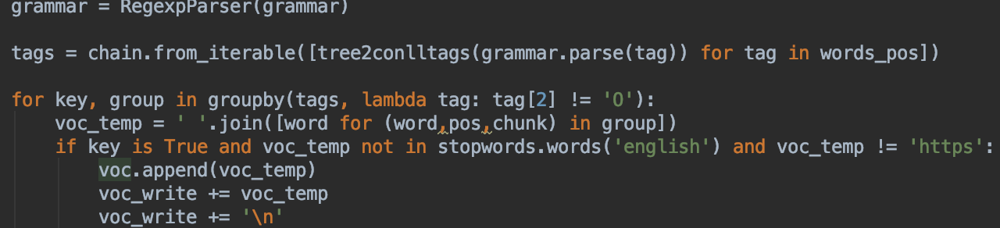 grammar = RegexpParser(grammar)
tags = chain.from_iterable([tree2conlltags(grammar.parse(tag)) for tag in words_pos])
for key, group in groupby(tags, lambda tag: tag[2] != 'O'):
    voc_temp = ' '.join([word for (word,pos,chunk) in group])
    if key is True and voc_temp not in stopwords.words('english') and voc_temp != 'https':
        voc.append(voc_temp)
        voc_write += voc_temp
        voc_write += '\n'